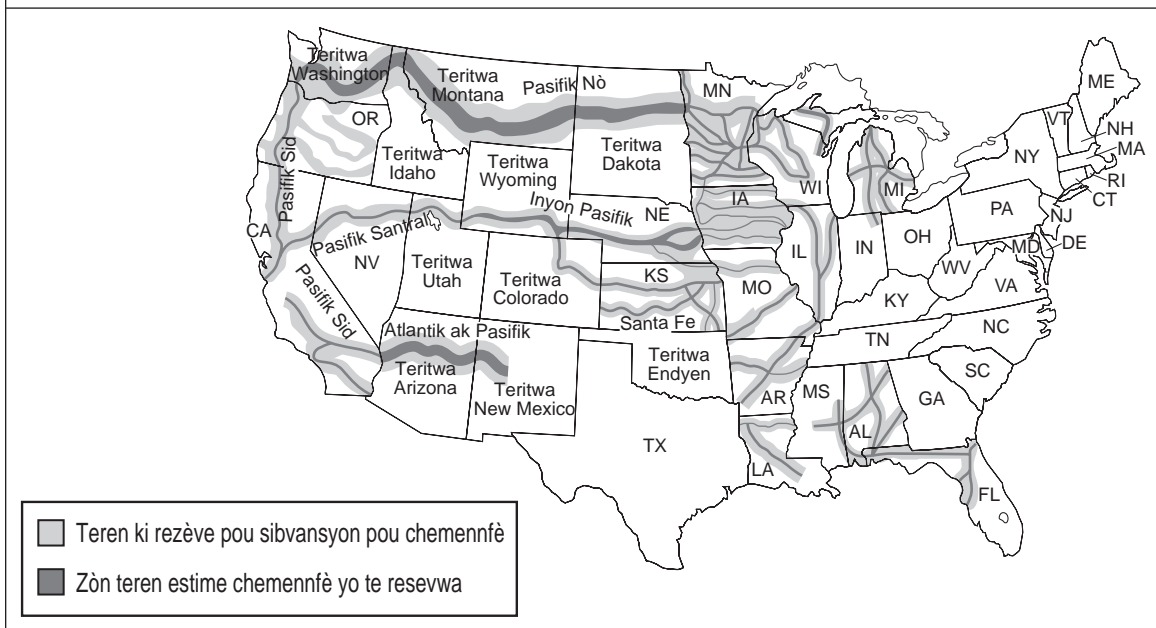 Teritwa
Washington
Teritwa
Montana
Pasifik Nò
MN
ME
VT
NH
MA
OR
Pasifik Sid
Teritwa
Idaho
Teritwa
Wyoming
Teritwa
Dakota
WI
MI
NY
RI
CT
CA
Pasifik Santral
NV
Inyon Pasifik
NE
IA
IL
IN
OH
PA
NJ
MD
DE
Teritwa
Utah
Teritwa
Colorado
KS
MO
WV
VA
KY
Pasifik Sid
Santa Fe
Atlantik ak Pasifik
Teritwa
Arizona
Teritwa
New Mexico
Teritwa
Endyen
TN
NC
SC
AR
MS
AL
GA
TX
LA
FL
Teren ki rezève pou sibvansyon pou chemennfè
Zòn teren estime chemennfè yo te resevwa